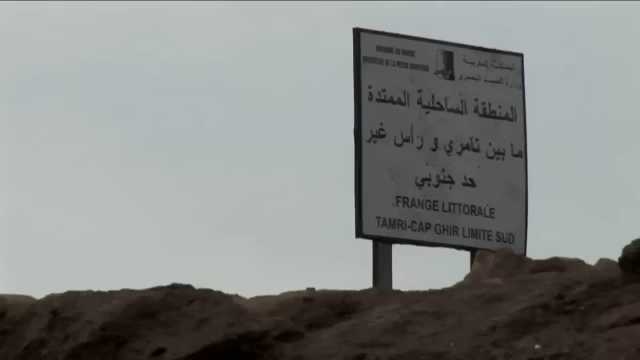 ROYAUME DU MAROC
MINISTERE DE LA PECHE MARITIME
المملكة المغربية
وزارة الصيد البحري
المنطقة الساحلية الممتدة
ما بين تامري و رأس غير
حد جنوبي
FRANGE LITTORALE
TAMRI-CAP GHIR LIMITE SUD